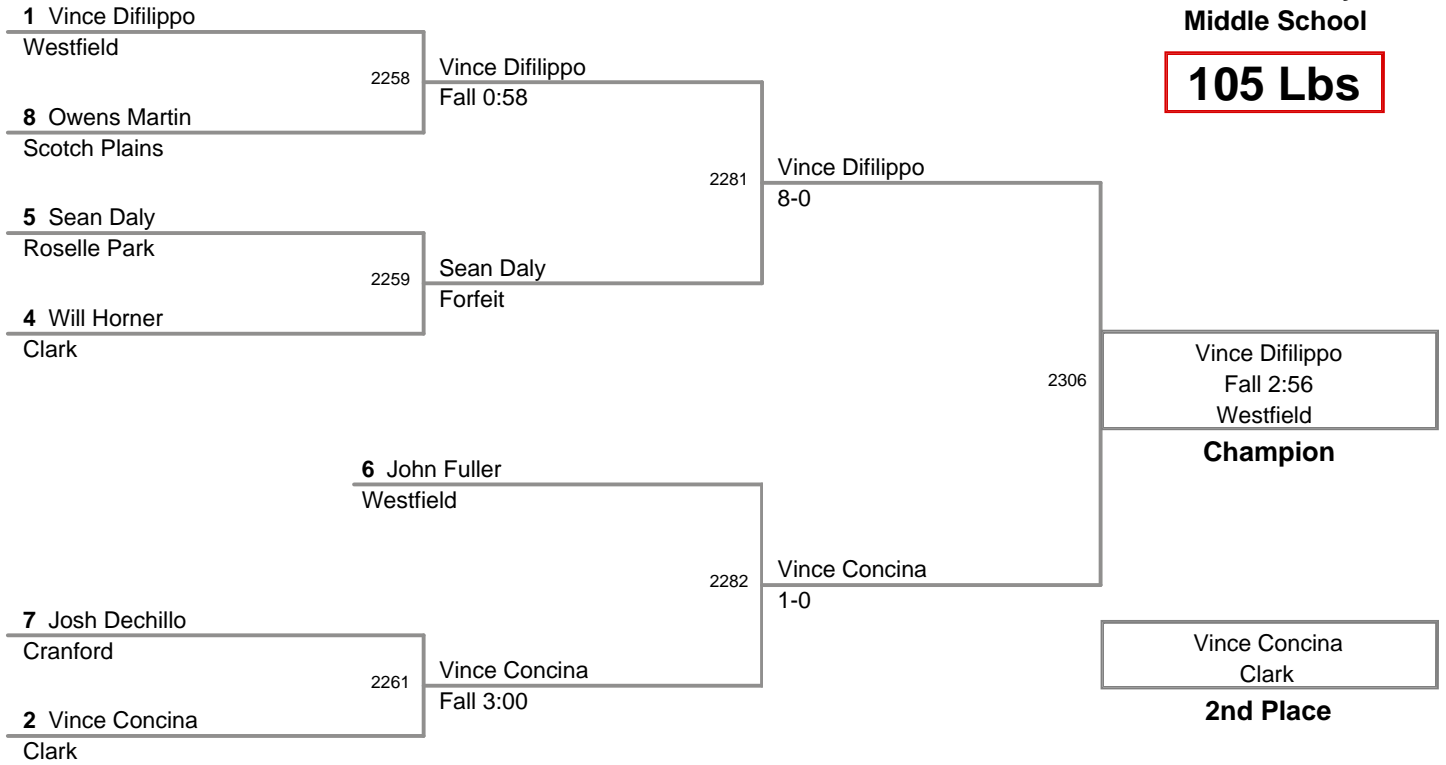 Middle School
105 Lbs
1 Vince Difilippo
Westfield
2258
Vince Difilippo
Fall 0:58
8 Owens Martin
Scotch Plains
2281
Vince Difilippo
8-0
5 Sean Daly
Roselle Park
2259
Sean Daly
Forfeit
4 Will Horner
Clark
2306
Vince Difilippo
Fall 2:56
Westfield
Champion
6 John Fuller
Westfield
2282
Vince Concina
1-0
7 Josh Dechillo
Cranford
2261
Vince Concina
Fall 3:00
2 Vince Concina
Clark
Vince Concina
Clark
2nd Place